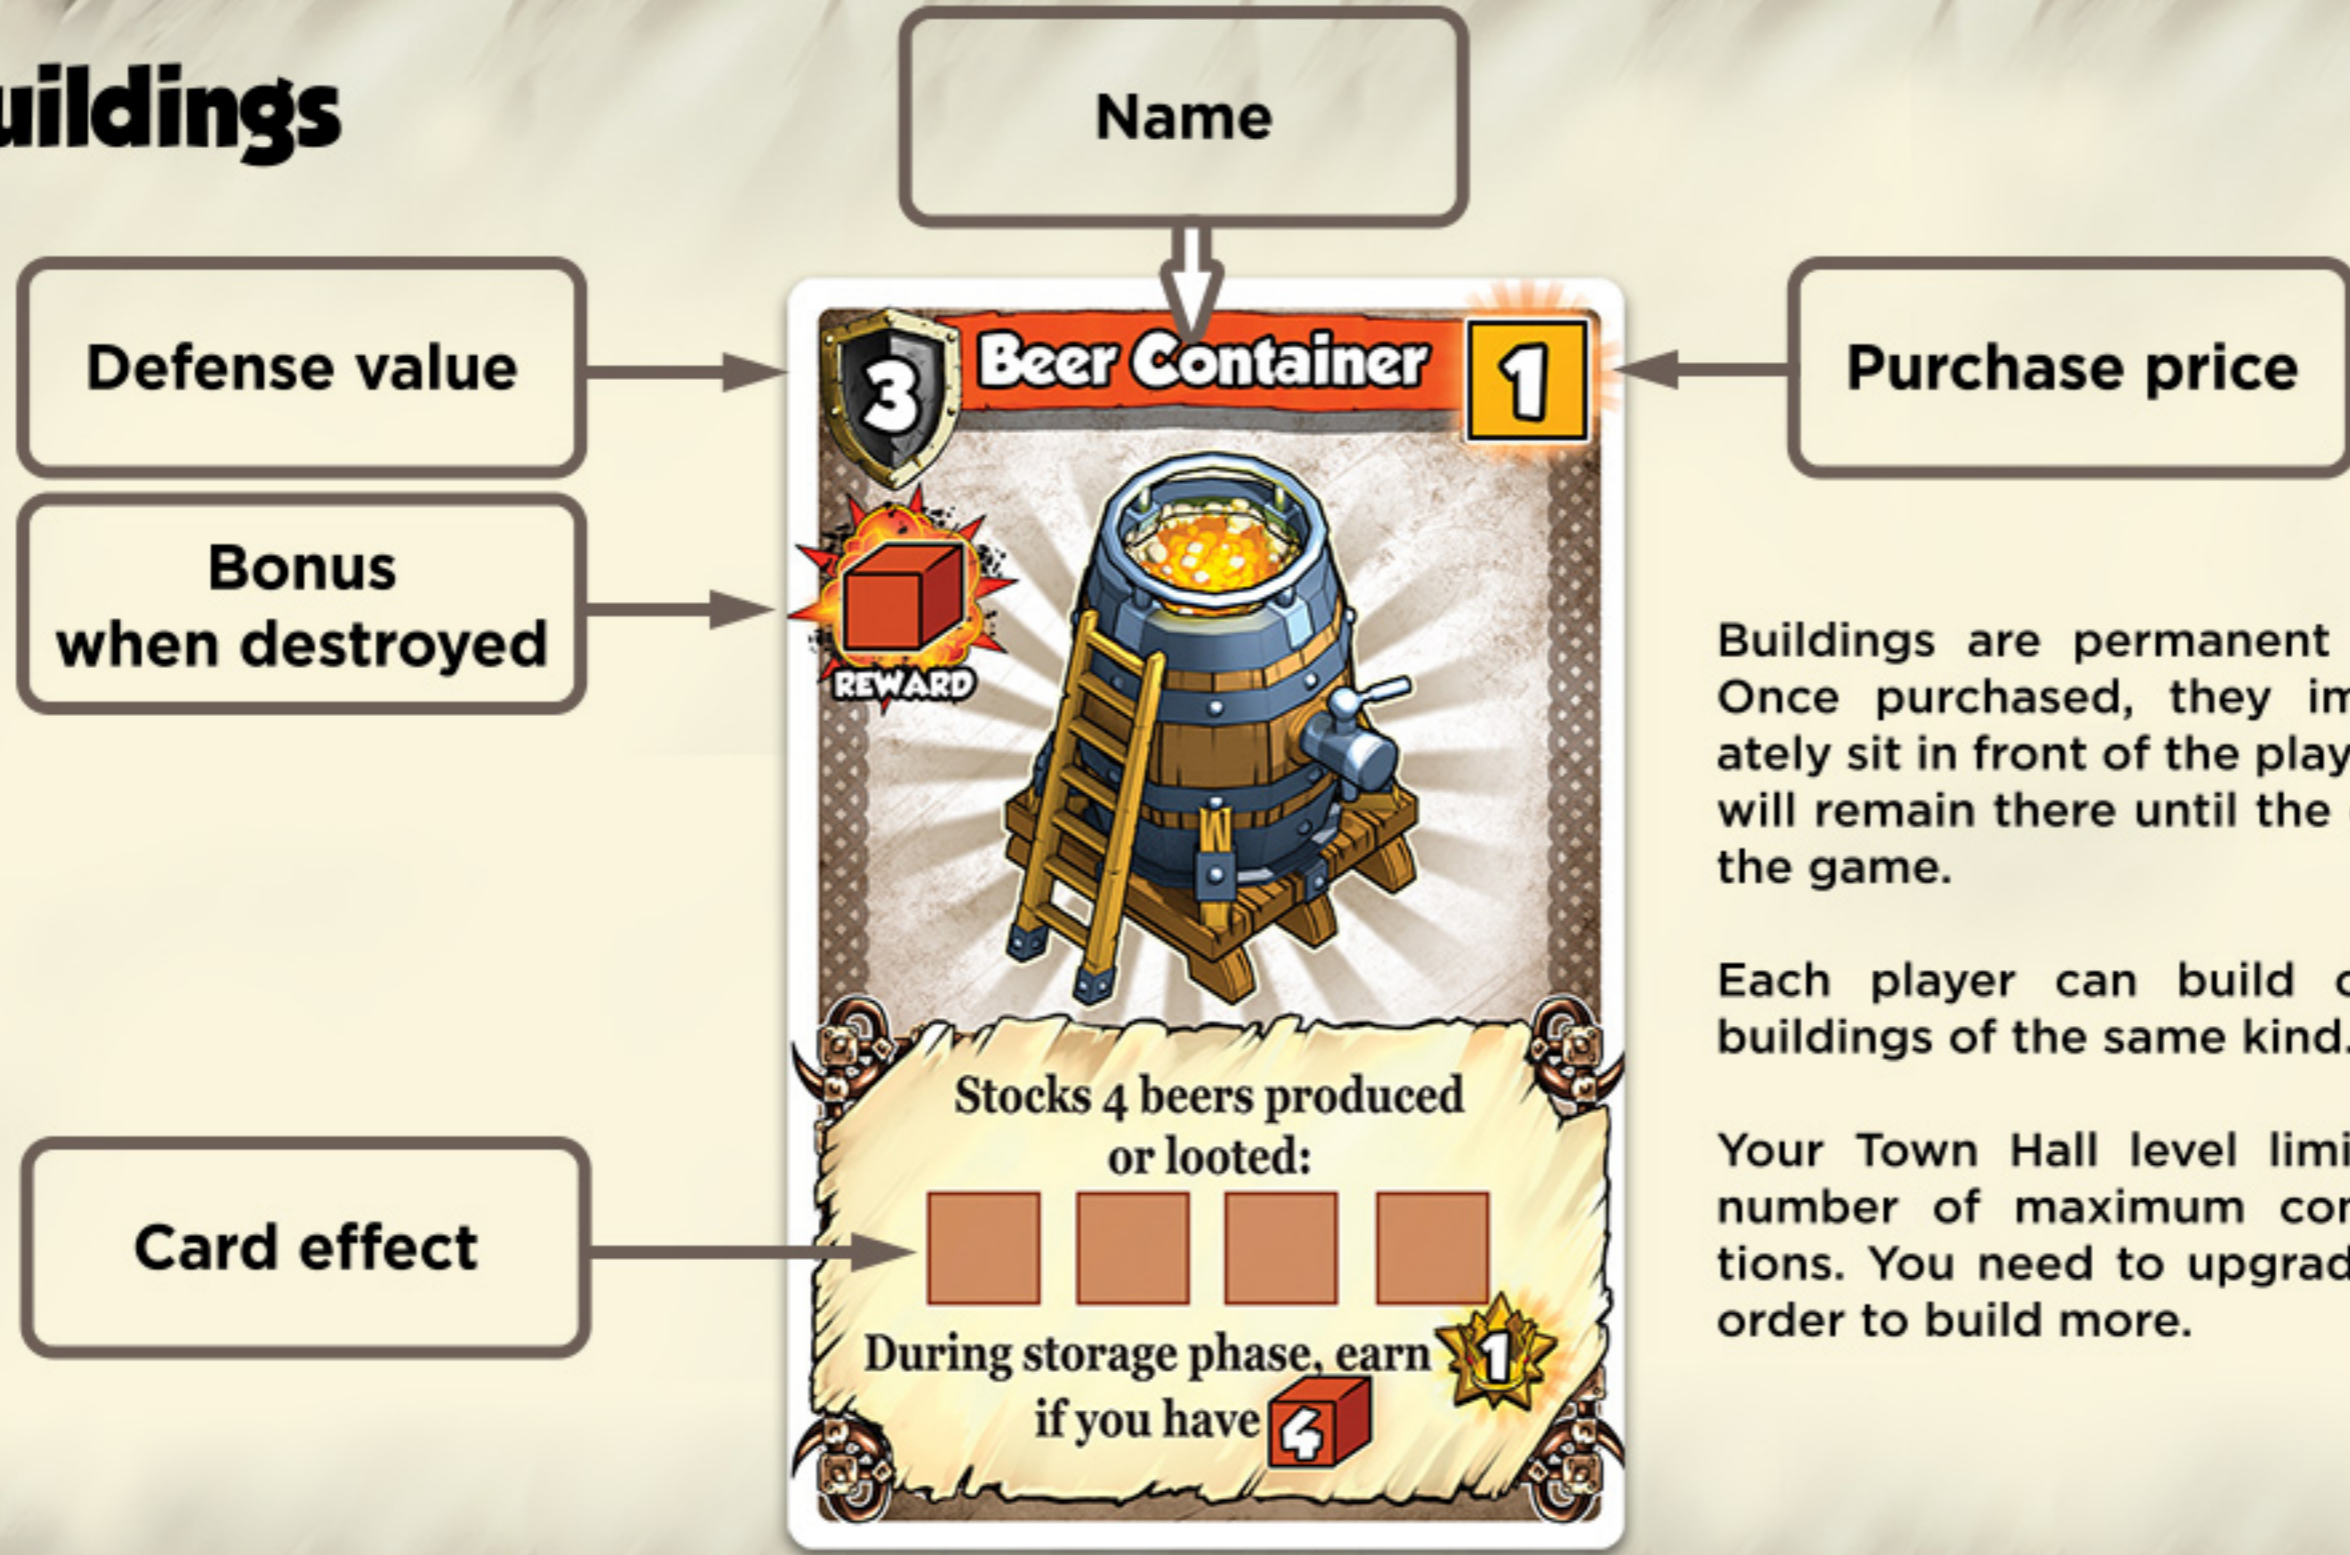 uildings
Name
Defense value
Purchase price
Bonus
when destroyed
Card effect
3
Beer Container
1
REWARD
Stocks 4 beers produced
or looted:
During storage phase, earn 1
if you have 4
Buildings are permanent
Once purchased, they im
ately sit in front of the play
will remain there until the
the game.
Each player can build
buildings of the same kind.
Your Town Hall level limi
number of maximum con
tions. You need to upgrad
order to build more.